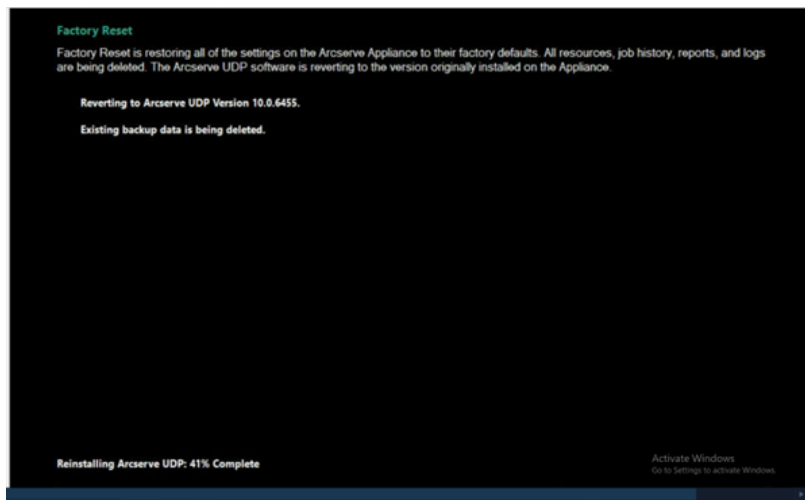 Factory Reset
Factory Reset is restoring all of the settings on the Arcserve Appliance to their factory defaults. All resources, job history, reports, and logs
are being deleted. The Arcserve UDP software is reverting to the version originally installed on the Appliance.
Reverting to Arcserve UDP Version 10.0.6455.
Existing backup data is being deleted.
Reinstalling Arcserve UDP: 41% Complete
Activate Windows
Go to Settings to activate Windows.